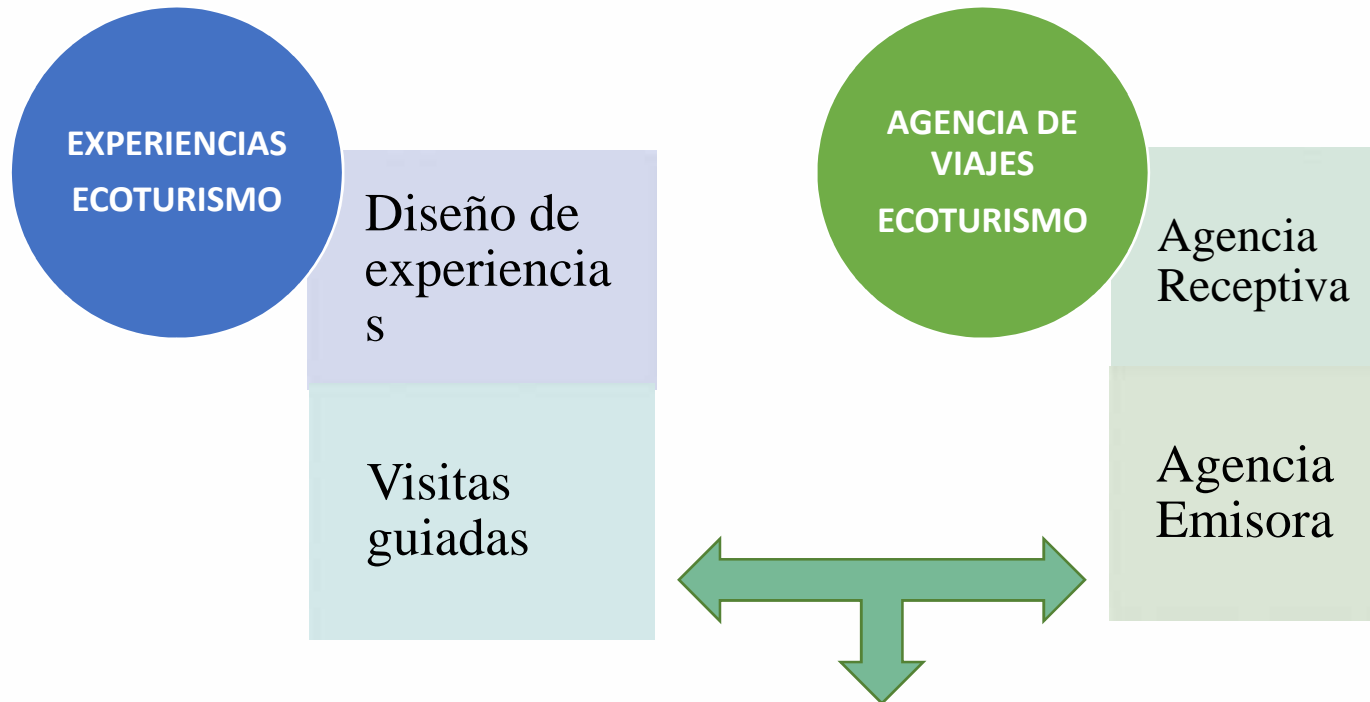 EXPERIENCIAS
ECOTURISMO
Diseño de
experiencia
s
Visitas
guiadas
AGENCIA DE
VIAJES
ECOTURISMO
Agencia
Receptiva
Agencia
Emisora